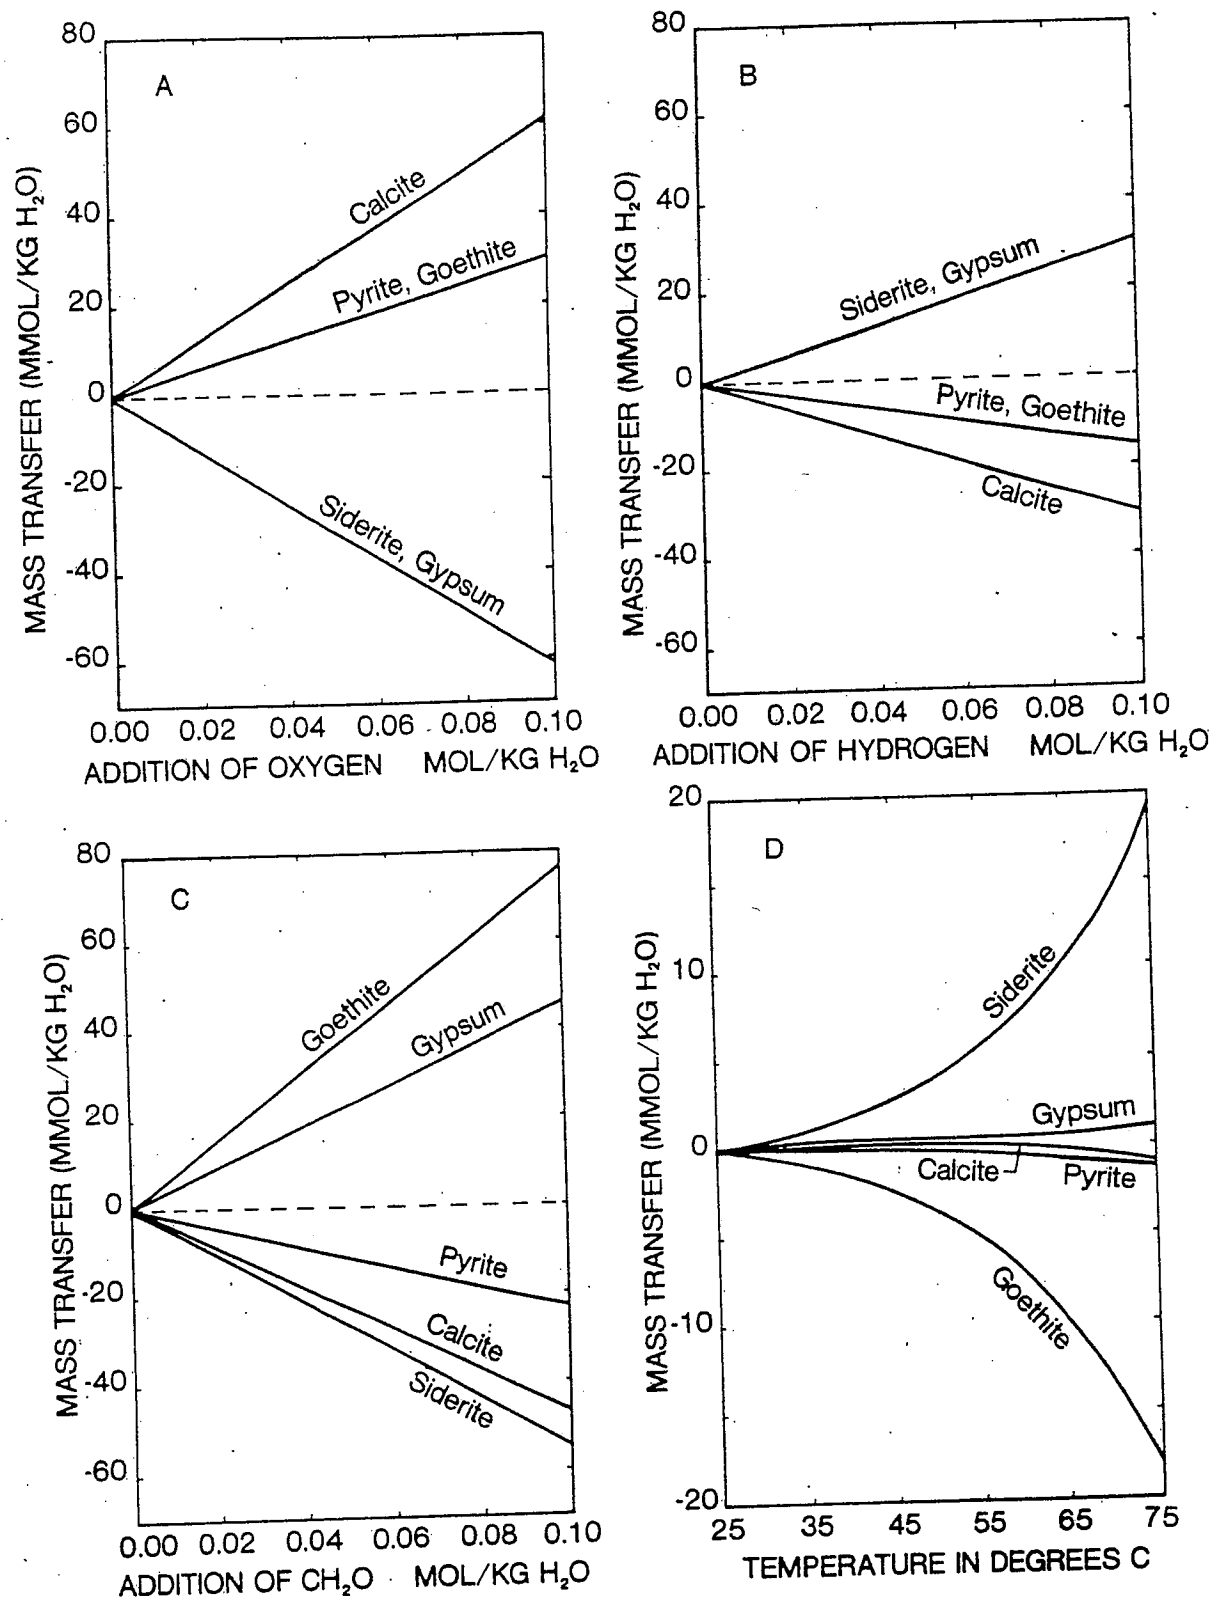 A
MASS TRANSFER (MMOL/KG H₂O)
80
60
40
20
0
-20
-40
-60
Calcite
Pyrite, Goethite
Siderite, Gypsum
0.00 0.02 0.04 0.06 0.08 0.10
ADDITION OF OXYGEN MOL/KG H₂O
B
MASS TRANSFER (MMOL/KG H₂O)
80
60
40
20
0
-20
-40
-60
Siderite, Gypsum
Pyrite, Goethite
Calcite
0.00 0.02 0.04 0.06 0.08 0.10
ADDITION OF HYDROGEN MOL/KG H₂O
C
MASS TRANSFER (MMOL/KG H₂O)
80
60
40
20
0
-20
-40
-60
Goethite
Gypsum
Pyrite
Calcite
Siderite
0.00 0.02 0.04 0.06 0.08 0.10
ADDITION OF CH₂O MOL/KG H₂O
D
MASS TRANSFER (MMOL/KG H₂O)
20
10
0
-10
-20
Siderite
Gypsum
Calcite
Pyrite
Goethite
25 35 45 55 65 75
TEMPERATURE IN DEGREES C